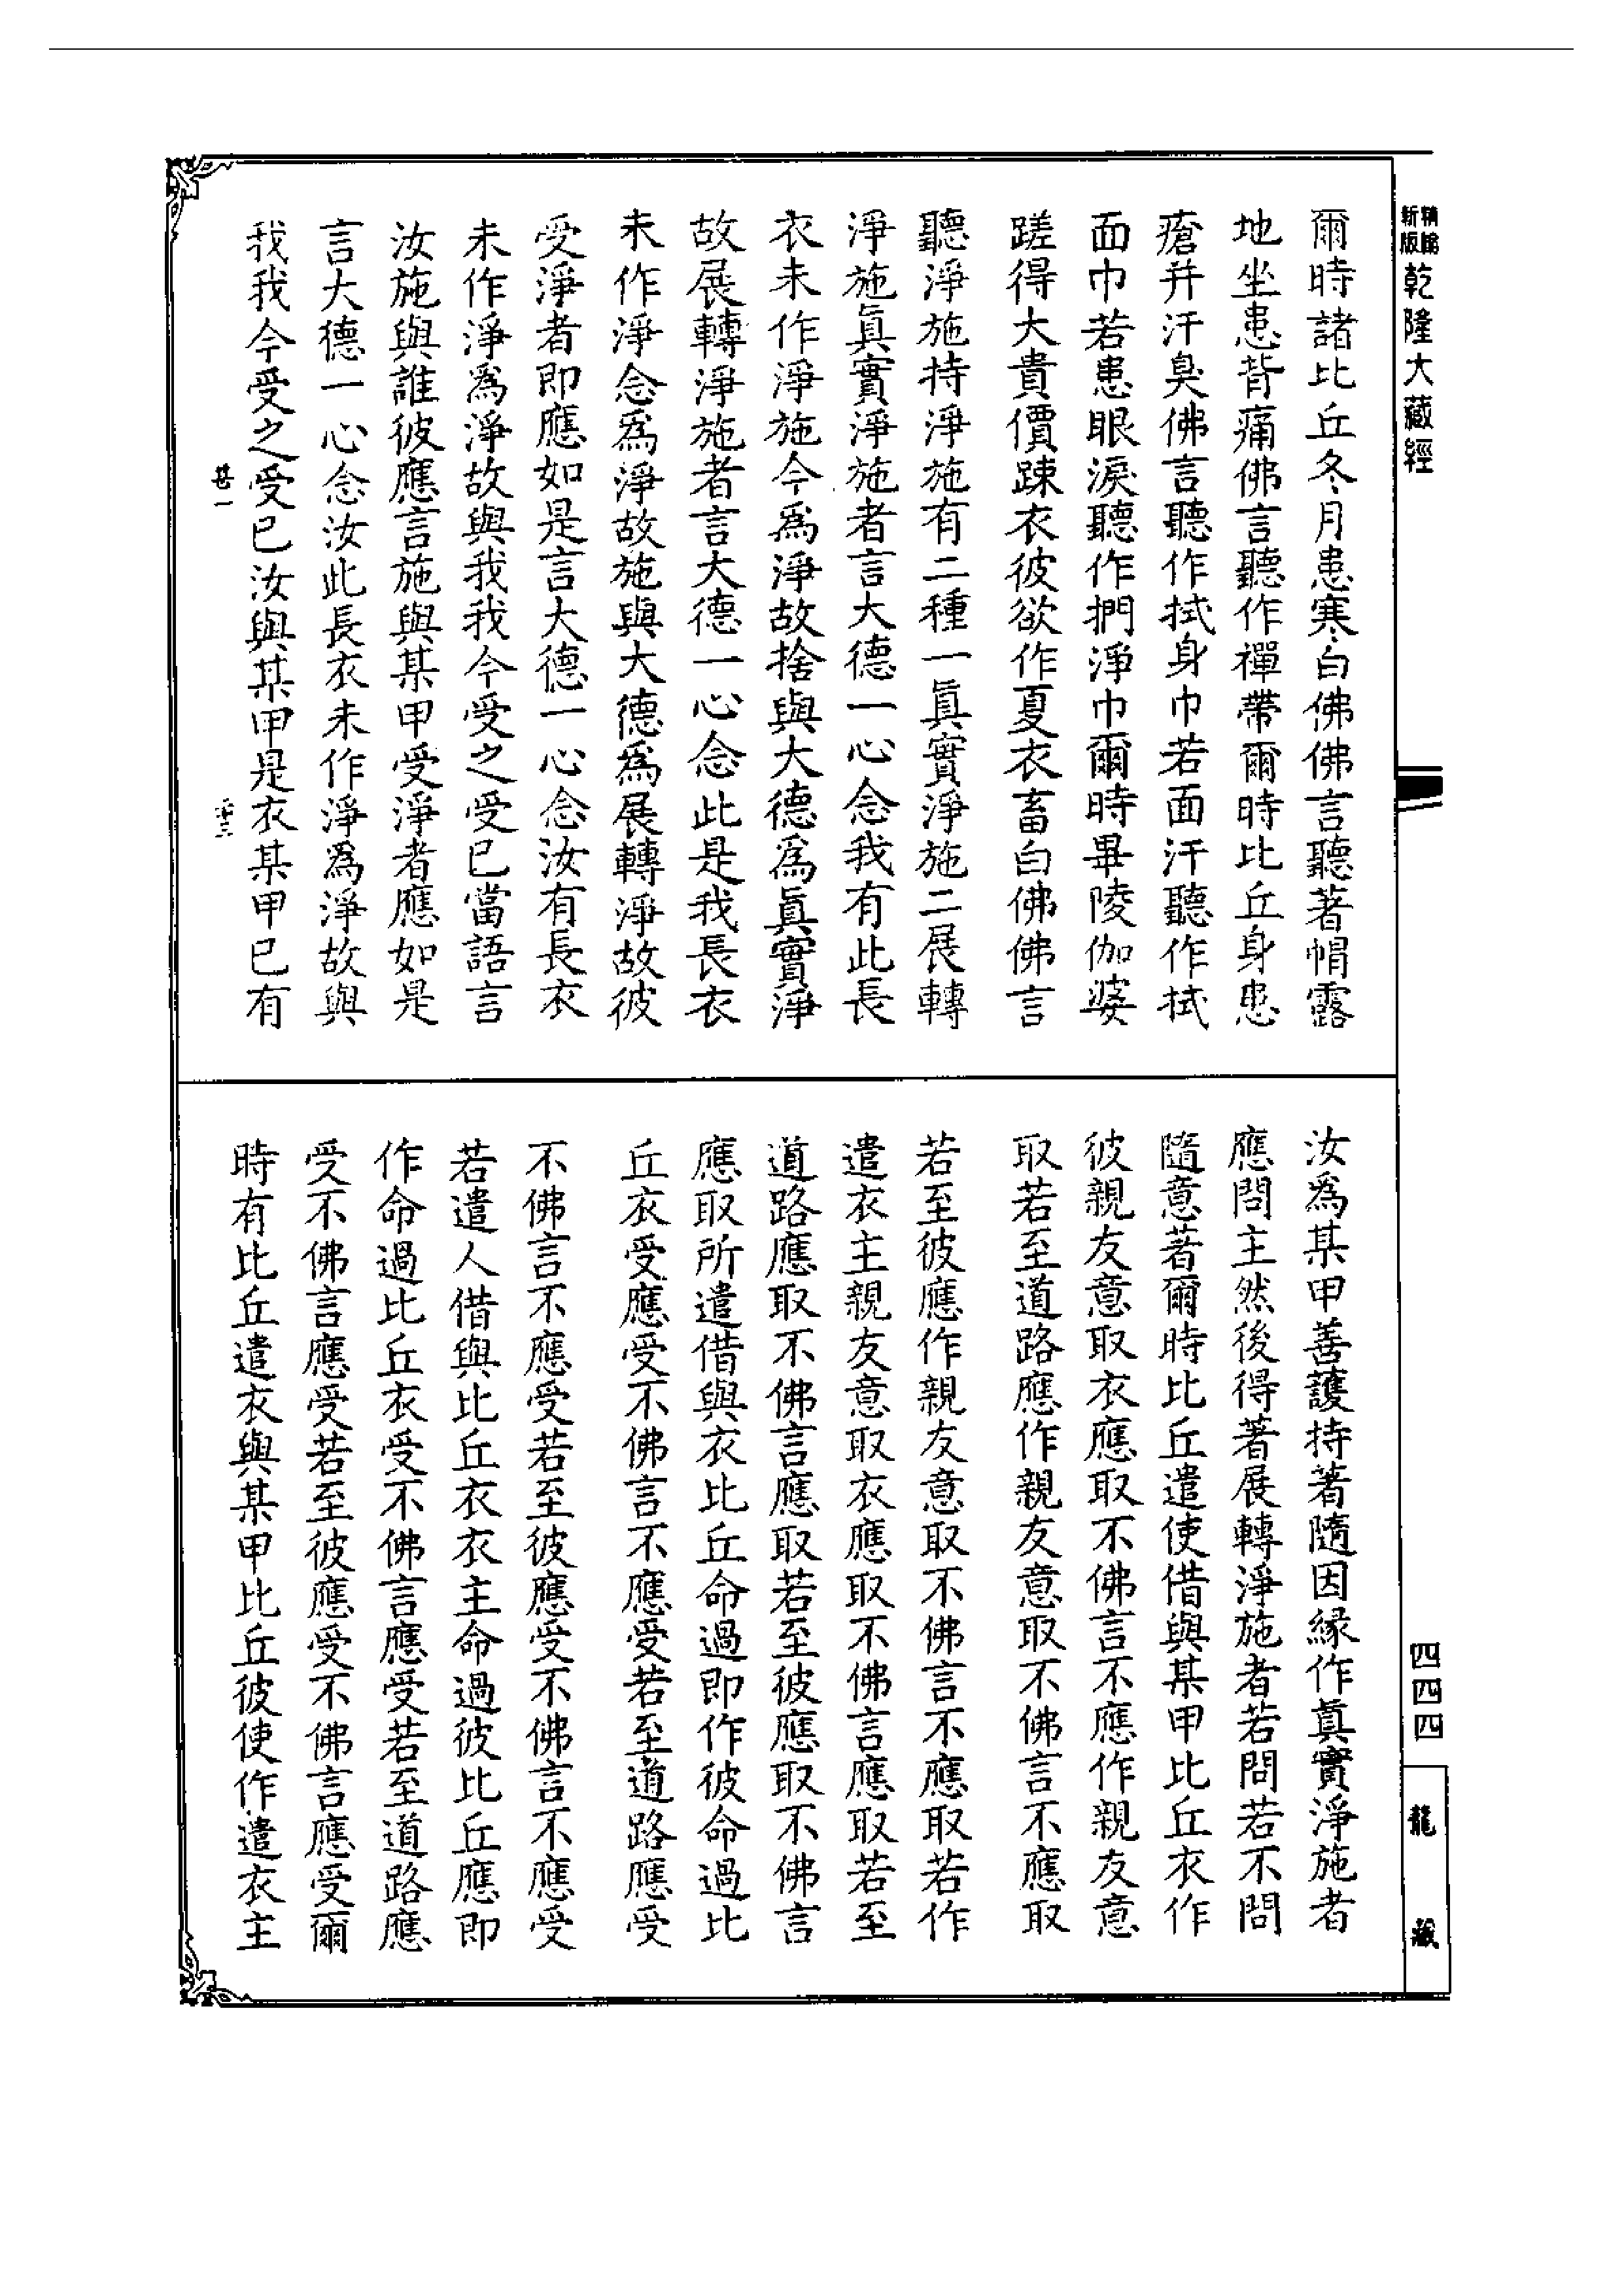 精縮新版乾隆大藏經
爾時諸比丘冬月患寒白佛佛言聽著帽露
地坐患背痛佛言聽作禪帶爾時比丘身患
瘡并汗臭佛言聽作拭身巾若面汗聽作拭
面巾若患眼淚聽作捫淨巾爾時畢陵伽婆
蹉得大貴價踈衣彼欲作夏衣畜白佛佛言
聽淨施持淨施有二種一眞實淨施二展轉
淨施眞實淨施者言大德一心念我有此長
衣未作淨施今爲淨故捨與大德爲眞實淨
故展轉淨施者言大德一心念此是我長衣
未作淨念爲淨故施與大德爲展轉淨故彼
受淨者即應如是言大德一心念汝有長衣
未作淨爲淨故與我我今受之受已當語言
汝施與誰彼應言施與某甲受淨者應如是
言大德一心念汝此長衣未作淨爲淨故與
我我今受之受已汝與某甲是衣某甲已有
汝爲某甲善護持著隨因緣作眞實淨施者
應問主然後得著展轉淨施者若問若不問
隨意著爾時比丘遣使借與某甲比丘衣作
彼親友意取衣應取不佛言不應作親友意
取若至道路應作親友意取不佛言不應取
若至彼應作親友意取不佛言不應取若作
遣衣主親友意取衣應取不佛言應取若至
道路應取不佛言應取若至彼應取不佛言
應取所遣借與衣比丘命過即作彼命過比
丘衣受應受不佛言不應受若至道路應受
不佛言不應受若至彼應受不佛言不應受
若遣人借與比丘衣衣主命過彼比丘應即
作命過比丘衣受不佛言應受若至道路應
受不佛言應受若至彼應受不佛言應受爾
時有比丘遣衣與某甲比丘彼使作遣衣主
四四四
龍藏